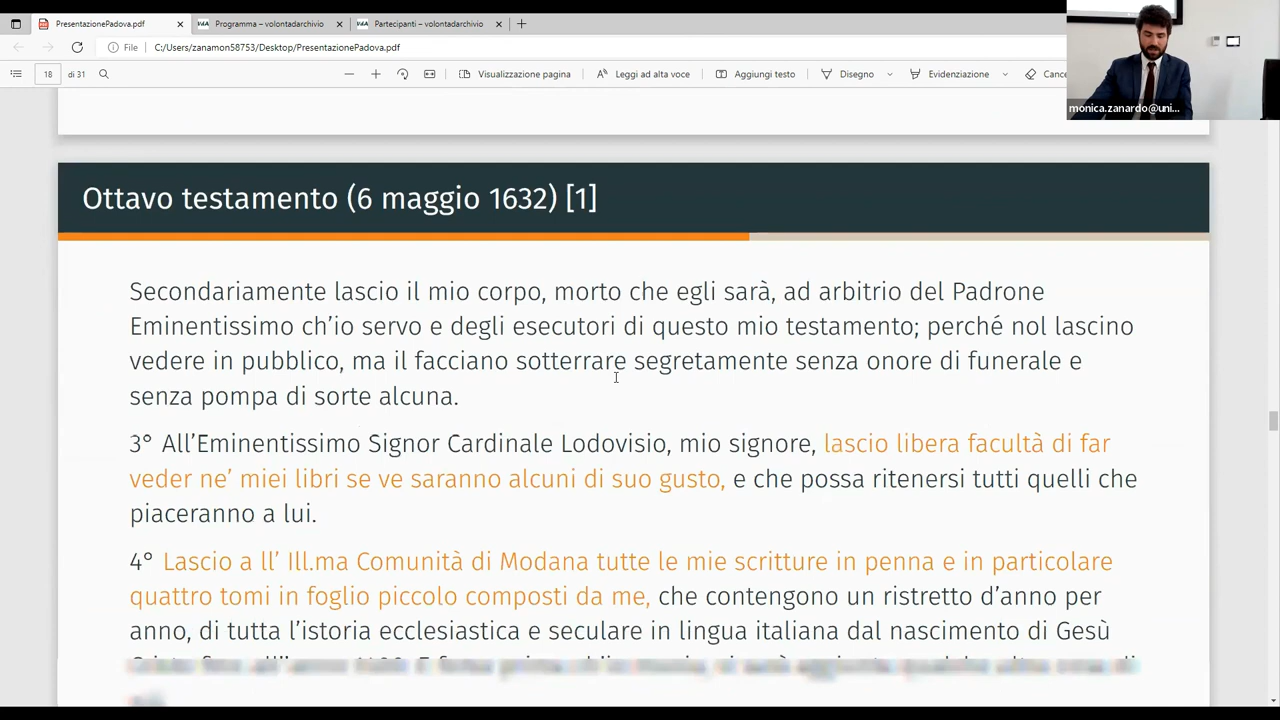 PresentazionePadova.pdf
Programma – volontadarchivio
Partecipanti – volontadarchivio
File
C:/Users/zanamon58753/Desktop/PresentazionePadova.pdf
18 di 31
Visualizzazione pagina
Leggi ad alta voce
Aggiungi testo
Disegno
Evidenziazione
Cance
monica.zanardo@uni...
Ottavo testamento (6 maggio 1632) [1]
Secondariamente lascio il mio corpo, morto che egli sarà, ad arbitrio del Padrone
Eminentissimo ch’io servo e degli esecutori di questo mio testamento; perché nol lascino
vedere in pubblico, ma il facciano sotterrare segretamente senza onore di funerale e
senza pompa di sorte alcuna.
3° All’Eminentissimo Signor Cardinale Lodovisio, mio signore, lascio libera facultà di far
veder ne’ miei libri se ve saranno alcuni di suo gusto, e che possa ritenersi tutti quelli che
piaceranno a lui.
4° Lascio a ll’ Ill.ma Comunità di Modana tutte le mie scritture in penna e in particolare
quattro tomi in foglio piccolo composti da me, che contengono un ristretto d’anno per
anno, di tutta l’istoria ecclesiastica e seculare in lingua italiana dal nascimento di Gesù